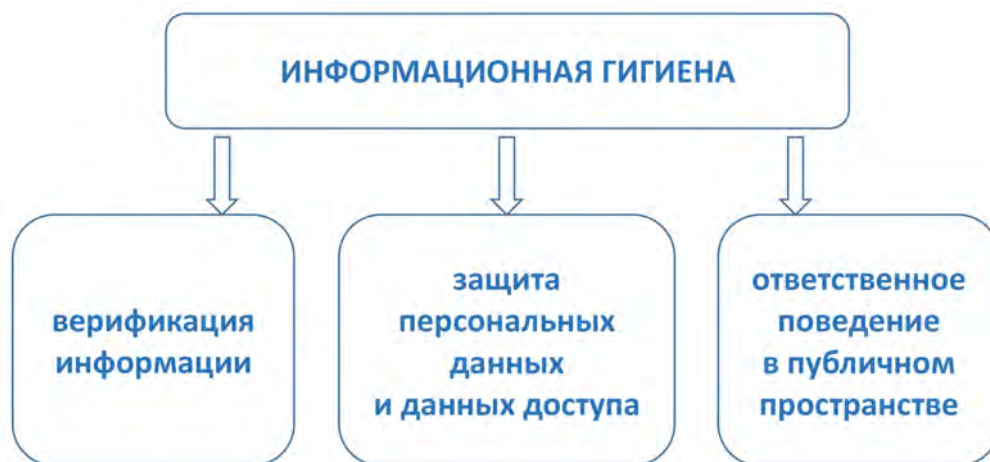 ИНФОРМАЦИОННАЯ ГИГИЕНА
верификация
информации
защита
персональных
данных
и данных доступа
ответственное
поведение
в публичном
пространстве